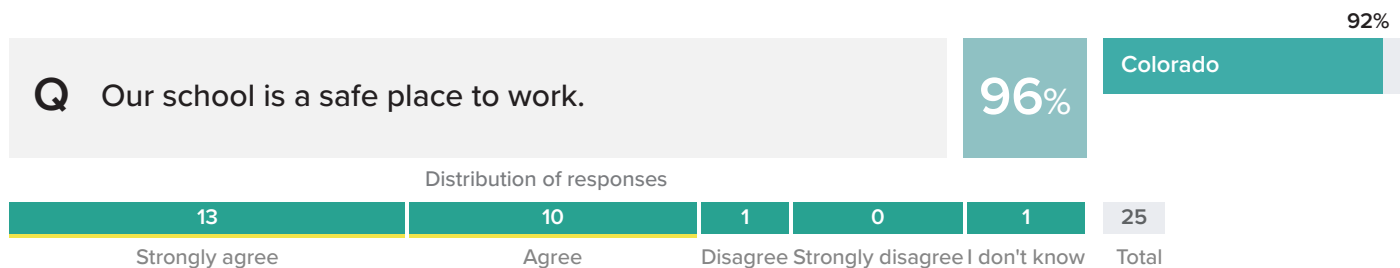 92%
Q Our school is a safe place to work.
96%
Colorado
Distribution of responses
13 10 1 0 1 25
Strongly agree Agree Disagree Strongly disagree I don't know Total